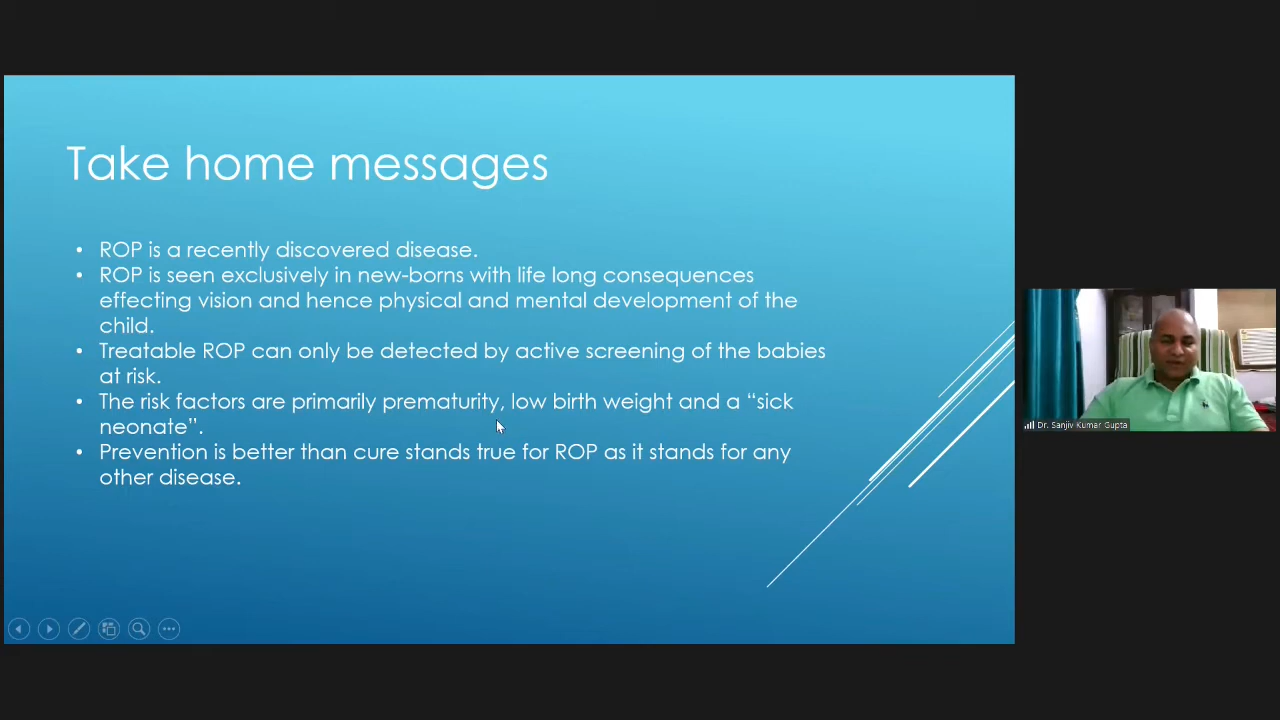 Take home messages
• ROP is a recently discovered disease.
• ROP is seen exclusively in new-borns with life long consequences
effecting vision and hence physical and mental development of the
child.
• Treatable ROP can only be detected by active screening of the babies
at risk.
• The risk factors are primarily prematurity, low birth weight and a “sick
neonate”.
• Prevention is better than cure stands true for ROP as it stands for any
other disease.
Dr. Sanjiv Kumar Gupta